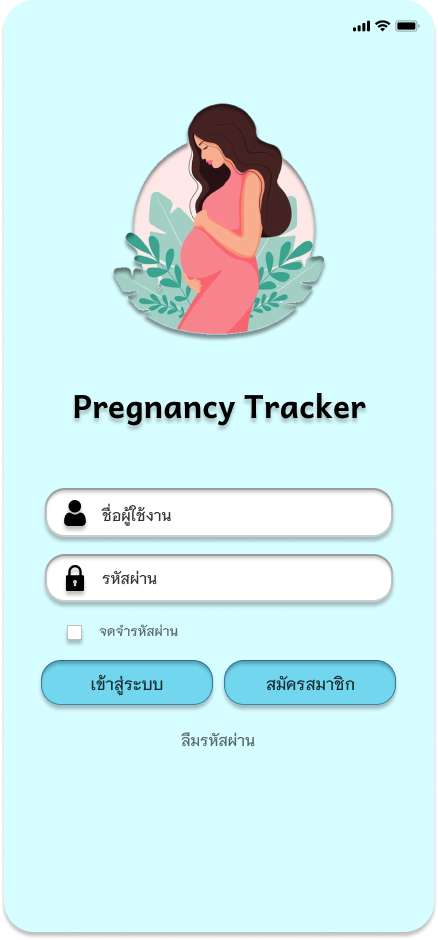 Pregnancy Tracker
ชื่อผู้ใช้งาน
รหัสผ่าน
จดจำรหัสผ่าน
เข้าสู่ระบบ
สมัครสมาชิก
ลืมรหัสผ่าน